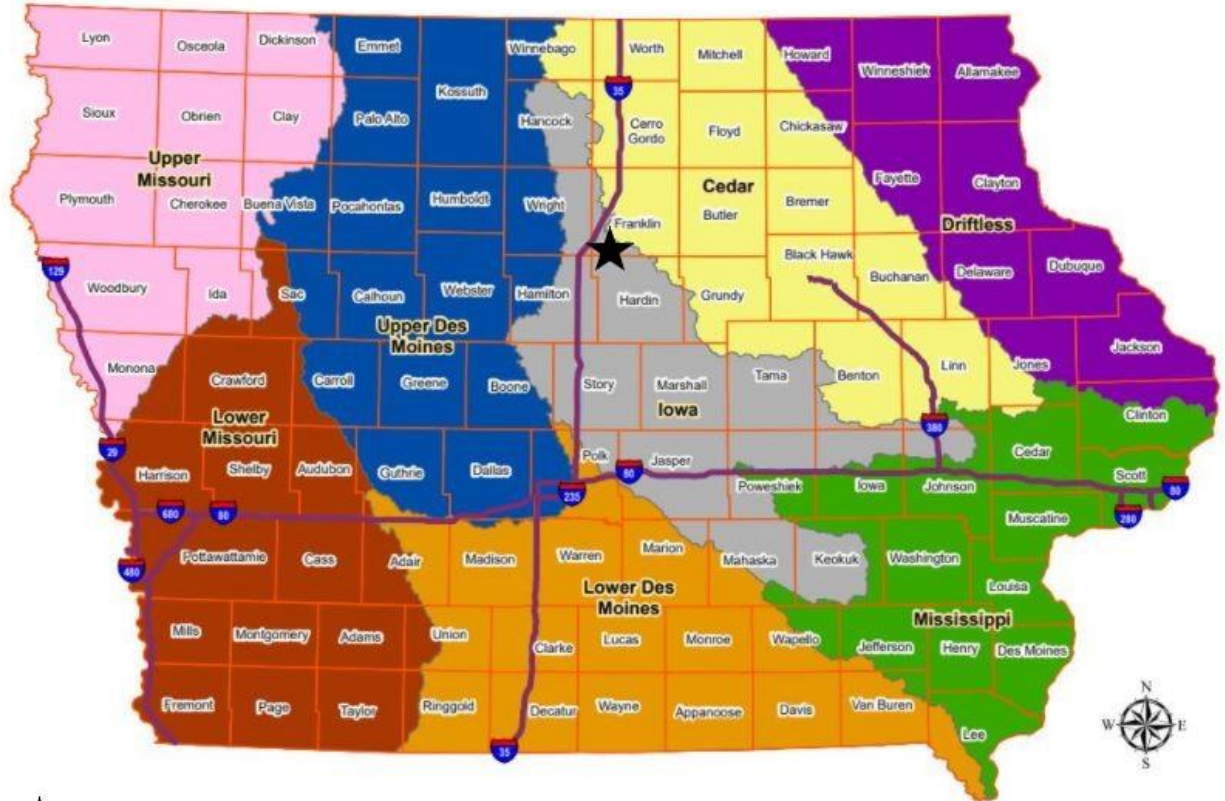 Lyon
Osceola
Dickinson
Emmet
Winnebago
Worth
Mitchell
Howard
Winneshiek
Allamakee
Kossuth
35
Sioux
Obrien
Clay
Palo Alto
Hancock
Cerro
Gordo
Floyd
Chickasaw
Upper
Missouri
Cedar
Fayette
Clayton
Plymouth
Cherokee
Buena Vista
Pocahontas
Humboldt
Wright
Franklin
Butler
Bremer
Driftless
129
Woodbury
Ida
Sac
Calhoun
Webster
Hamilton
Hardin
Grundy
Black Hawk
Buchanan
Delaware
Dubuque
Upper Des
Moines
Monona
Crawford
Carroll
Greene
Boone
Story
Marshall
Tama
Benton
Linn
Jones
Jackson
Lower
Missouri
Iowa
380
Clinton
29
Harrison
Shelby
Audubon
Guthrie
Dallas
Polk
80
Jasper
Poweshiek
Iowa
Johnson
Cedar
Scott
80
680
80
235
280
Muscatine
480
Pottawattamie
Cass
Adair
Madison
Warren
Marion
Mahaska
Keokuk
Washington
Louisa
Lower Des
Moines
Mississippi
Mills
Montgomery
Adams
Union
Clarke
Lucas
Monroe
Wapello
Jefferson
Henry
Des Moines
Fremont
Page
Taylor
Ringgold
Decatur
Wayne
Appanoose
Davis
Van Buren
Lee
35
N
W
E
S